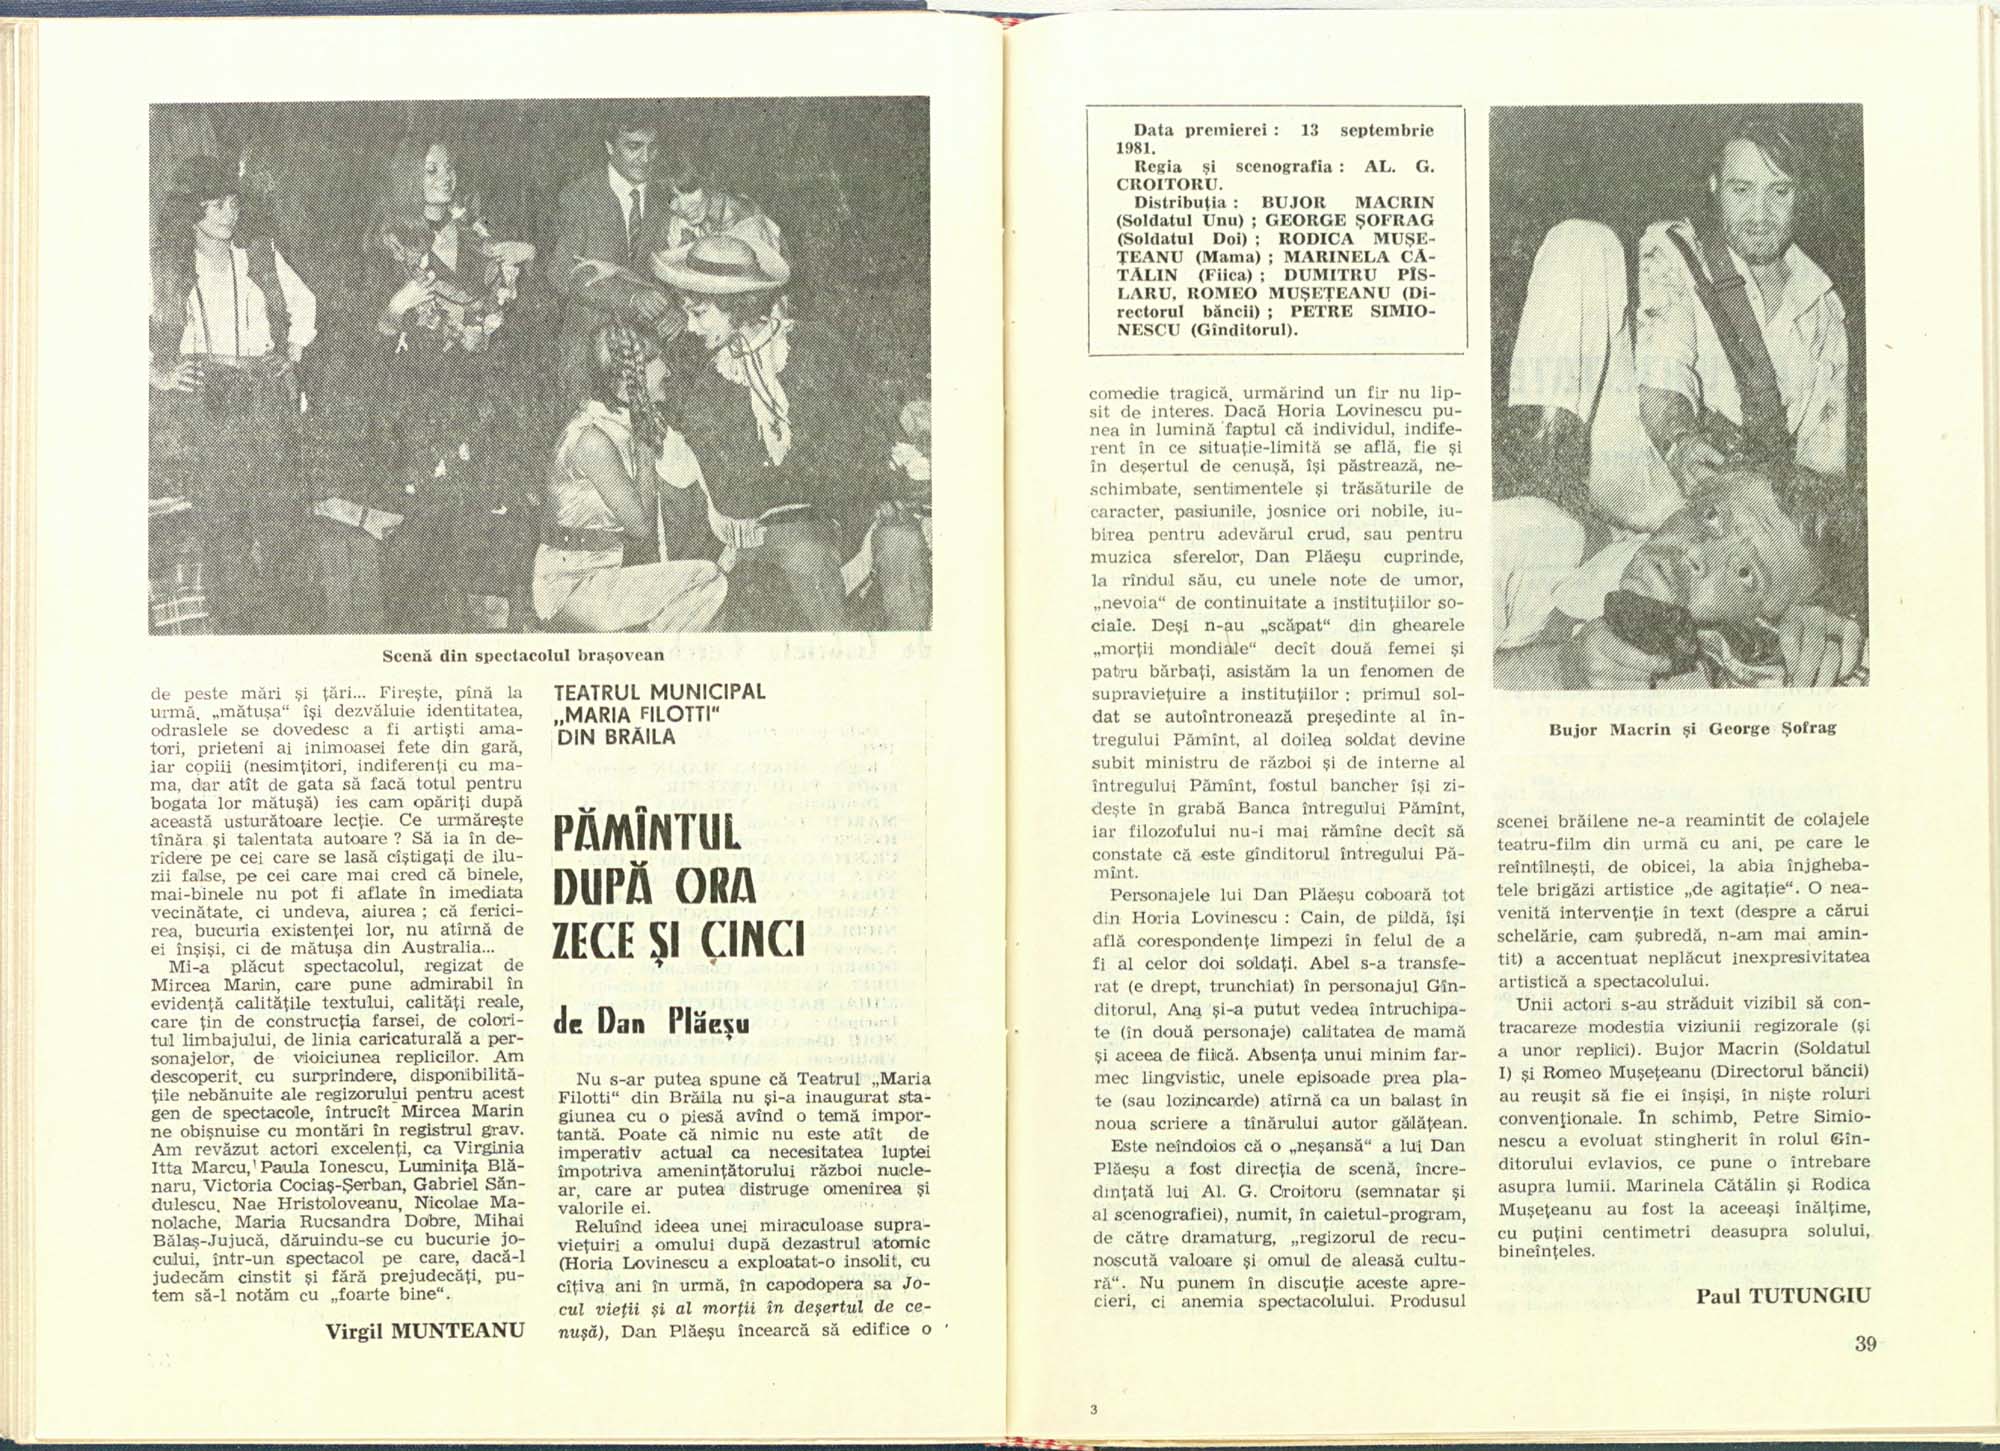 Scenă din spectacolul brașovean
de peste mări și țări... Firește, pînă la
urmă, „mătușa“ își dezvăluie identitatea,
odraslele se dovedesc a fi artiști ama-
tori, prieteni ai inimoasei fete din gară,
iar copiii (nesimțitori, indiferenți cu ma-
ma, dar atît de gata să facă totul pentru
bogata lor mătușă) ies cam opăriți după
această usturătoare lecție. Ce urmărește
tînăra și talentata autoare ? Să ia în de-
rîdere pe cei care se lasă cîștigați de ilu-
zii false, pe cei care mai cred că binele,
mai-binele nu pot fi aflate în imediata
vecinătate, ci undeva, aiurea ; că ferici-
rea, bucuria existenței lor, nu atîrnă de
ei înșiși, ci de mătușa din Australia...
Mi-a plăcut spectacolul, regizat de
Mircea Marin, care pune admirabil în
evidență calitățile textului, calități reale,
care țin de construcția farsei, de colori-
tul limbajului, de linia caricaturală a per-
sonajelor, de vioiciunea replicilor. Am
descoperit, cu surprindere, disponibilită-
țile nebănuite ale regizorului pentru acest
gen de spectacole, întrucît Mircea Marin
ne obișnuise cu montări în registrul grav.
Am revăzut actori excelenți, ca Virginia
Itta Marcu, Paula Ionescu, Luminița Blă-
naru, Victoria Cociaș-Șerban, Gabriel Săn-
dulescu, Nae Hristoloveanu, Nicolae Ma-
nolache, Maria Rucsandra Dobre, Mihai
Bălaș-Jujucă, dăruindu-se cu bucurie jo-
cului, într-un spectacol pe care, dacă-l
judecăm cinstit și fără prejudecăți, pu-
tem să-l notăm cu „foarte bine“.
Virgil MUNTEANU
TEATRUL MUNICIPAL
„MARIA FILOTTI“
DIN BRĂILA
PĂMÎNTUL
DUPĂ ORA
ZECE ȘI CINCI
de Dan Plăeșu
Nu s-ar putea spune că Teatrul „Maria
Filotti“ din Brăila nu și-a inaugurat sta-
giunea cu o piesă avînd o temă impor-
tantă. Poate că nimic nu este atît de
imperativ actual ca necesitatea luptei
împotriva amenințătorului război nucle-
ar, care ar putea distruge omenirea și
valorile ei.
Reluînd ideea unei miraculoase supra-
viețuiri a omului după dezastrul atomic
(Horia Lovinescu a exploatat-o insolit, cu
cîțiva ani în urmă, în capodopera sa Jo-
cul vieții și al morții în deșertul de ce-
nușă), Dan Plăeșu încearcă să edifice o
Data premierei : 13 septembrie
1981.
Regia și scenografia : AL. G.
CROITORU.
Distribuția : BUJOR MACRIN
(Soldatul Unu) ; GEORGE ȘOFRAG
(Soldatul Doi) ; RODICA MUȘE-
ȚEANU (Mama) ; MARINELA CĂ-
TĂLIN (Fiica) ; DUMITRU PÎS-
LARU, ROMEO MUȘEȚEANU (Di-
rectorul băncii) ; PETRE SIMIO-
NESCU (Gînditorul).
comedie tragică, urmărind un fir nu lip-
sit de interes. Dacă Horia Lovinescu pu-
nea în lumină faptul că individul, indife-
rent în ce situație-limită se află, fie și
în deșertul de cenușă, își păstrează, ne-
schimbate, sentimentele și trăsăturile de
caracter, pasiunile, josnice ori nobile, iu-
birea pentru adevărul crud, sau pentru
muzica sferelor, Dan Plăeșu cuprinde,
la rîndul său, cu unele note de umor,
„nevoia“ de continuitate a instituțiilor so-
ciale. Deși n-au „scăpat“ din ghearele
„morții mondiale“ decît două femei și
patru bărbați, asistăm la un fenomen de
supraviețuire a instituțiilor : primul sol-
dat se autoîntronează președinte al în-
tregului Pămînt, al doilea soldat devine
subit ministru de război și de interne al
întregului Pămînt, fostul bancher își zi-
dește în grabă Banca întregului Pămînt,
iar filozofului nu-i mai rămîne decît să
constate că este gînditorul întregului Pă-
mînt.
Personajele lui Dan Plăeșu coboară tot
din Horia Lovinescu : Cain, de pildă, își
află corespondențe limpezi în felul de a
fi al celor doi soldați. Abel s-a transfe-
rat (e drept, trunchiat) în personajul Gîn-
ditorul, Ana și-a putut vedea întruchipa-
te (în două personaje) calitatea de mamă
și aceea de fiică. Absența unui minim far-
mec lingvistic, unele episoade prea pla-
te (sau lozincarde) atîrnă ca un balast în
noua scriere a tînărului autor gălățean.
Este neîndoios că o „neșansă“ a lui Dan
Plăeșu a fost direcția de scenă, încre-
dințată lui Al. G. Croitoru (semnatar și
al scenografiei), numit, în caietul-program,
de către dramaturg, „regizorul de recu-
noscută valoare și omul de aleasă cultu-
ră“. Nu punem în discuție aceste apre-
cieri, ci anemia spectacolului. Produsul
Bujor Macrin și George Șofrag
scenei brăilene ne-a reamintit de colajele
teatru-film din urmă cu ani, pe care le
reîntîlnești, de obicei, la abia înjgheba-
tele brigăzi artistice „de agitație“. O nea-
venită intervenție în text (despre a cărui
schelărie, cam șubredă, n-am mai amin-
tit) a accentuat neplăcut inexpresivitatea
artistică a spectacolului.
Unii actori s-au străduit vizibil să con-
tracareze modestia viziunii regizorale (și
a unor replici). Bujor Macrin (Soldatul
I) și Romeo Mușețeanu (Directorul băncii)
au reușit să fie ei înșiși, în niște roluri
convenționale. În schimb, Petre Simio-
nescu a evoluat stingherit în rolul Gîn-
ditorului evlavios, ce pune o întrebare
asupra lumii. Marinela Cătălin și Rodica
Mușețeanu au fost la aceeași înălțime,
cu puțini centimetri deasupra solului,
bineînțeles.
Paul TUTUNGIU
39
3